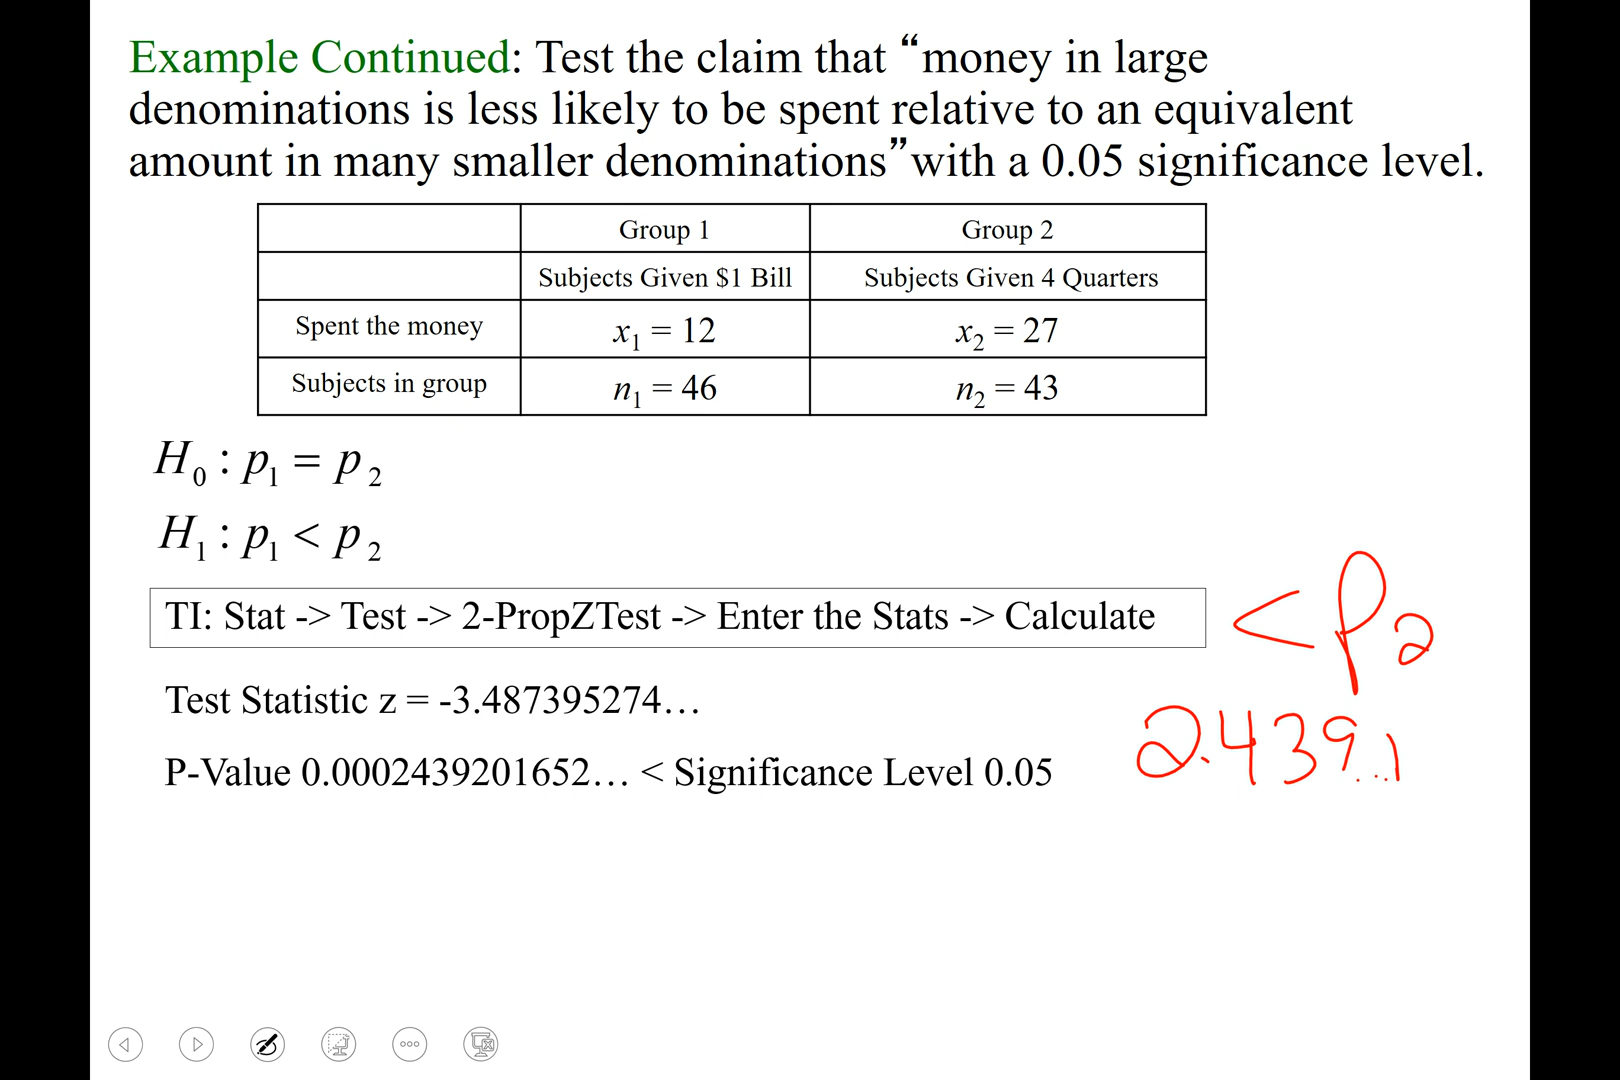 Example Continued: Test the claim that “money in large
denominations is less likely to be spent relative to an equivalent
amount in many smaller denominations”with a 0.05 significance level.
Group 1 Group 2
Subjects Given $1 Bill Subjects Given 4 Quarters
Spent the money x₁ = 12 x₂ = 27
Subjects in group n₁ = 46 n₂ = 43
H₀ : p₁ = p₂
H₁ : p₁ < p₂
TI: Stat -> Test -> 2-PropZTest -> Enter the Stats -> Calculate
< p₂
Test Statistic z = -3.487395274…
2.439...
P-Value 0.0002439201652… < Significance Level 0.05